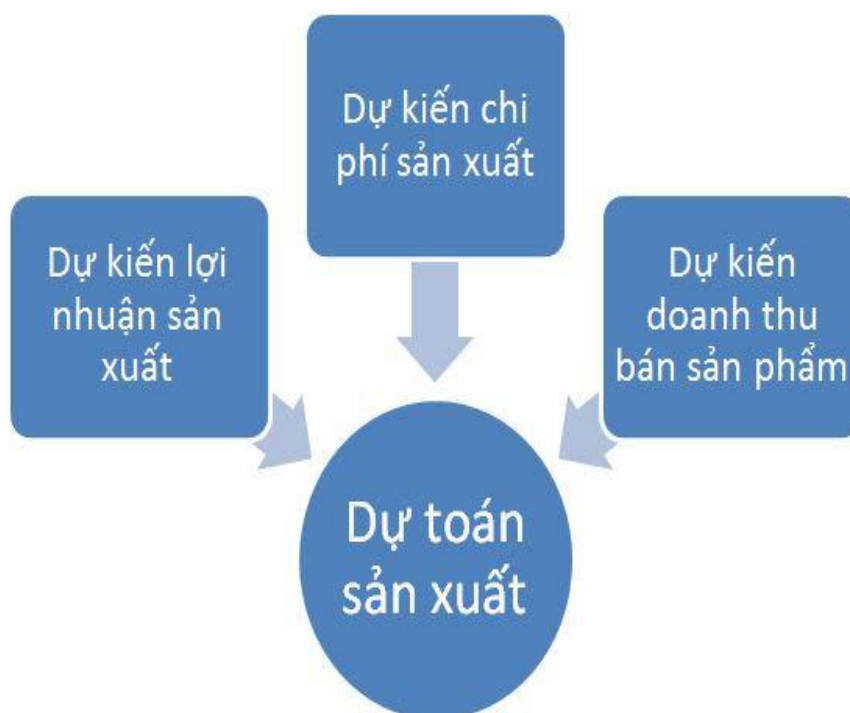 Dự kiến chi
phí sản xuất
Dự kiến lợi
nhuận sản
xuất
Dự kiến
doanh thu
bán sản phẩm
Dự toán
sản xuất